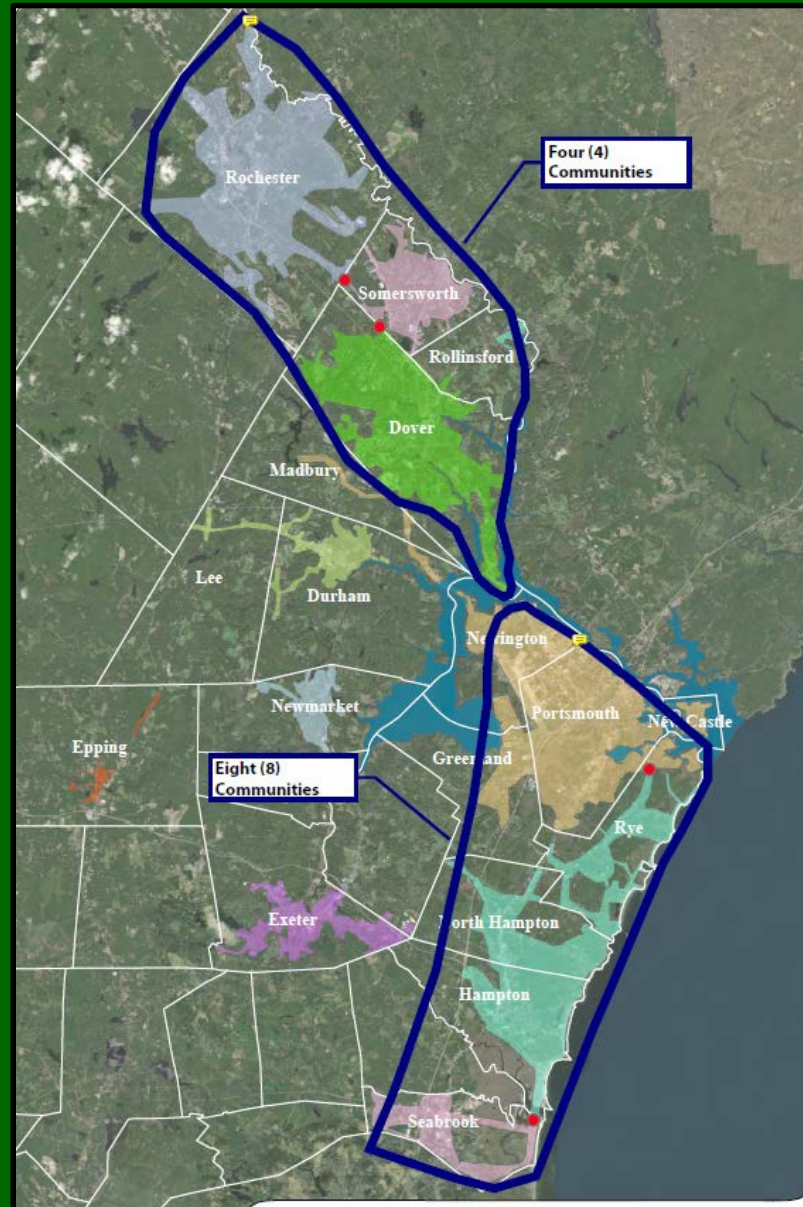 Four (4)
Communities
Rochester
Somersworth
Rollinsford
Dover
Madbury
Lee
Durham
Newington
Newmarket
Portsmouth
New Castle
Epping
Greenland
Eight (8)
Communities
Rye
Exeter
North Hampton
Hampton
Seabrook